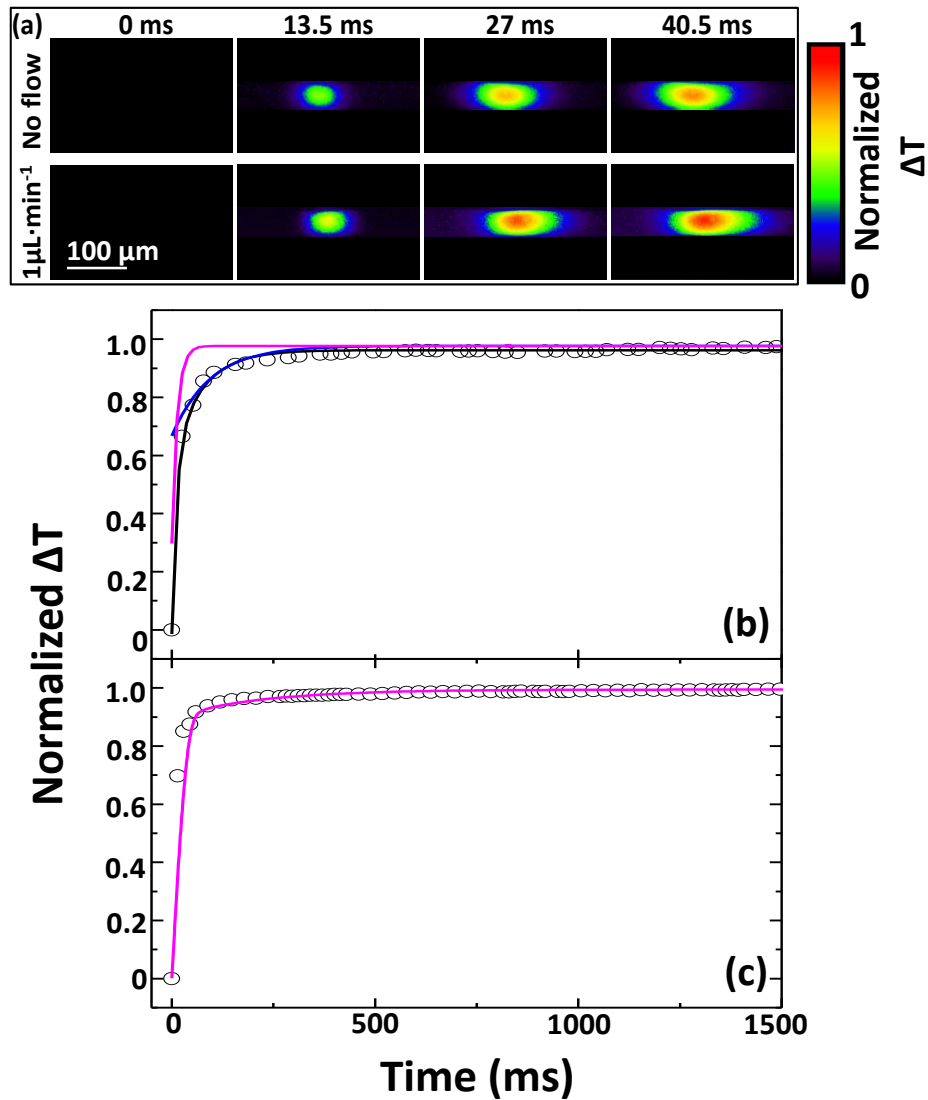 (a) 0 ms 13.5 ms 27 ms 40.5 ms
No flow
1µL·min⁻¹
100 µm
1
Normalized
ΔT
0
1.0
0.8
0.6
0.4
0.2
0
(b)
1.0
0.8
0.6
0.4
0.2
0
(c)
Normalized ΔT
0 500 1000 1500
Time (ms)